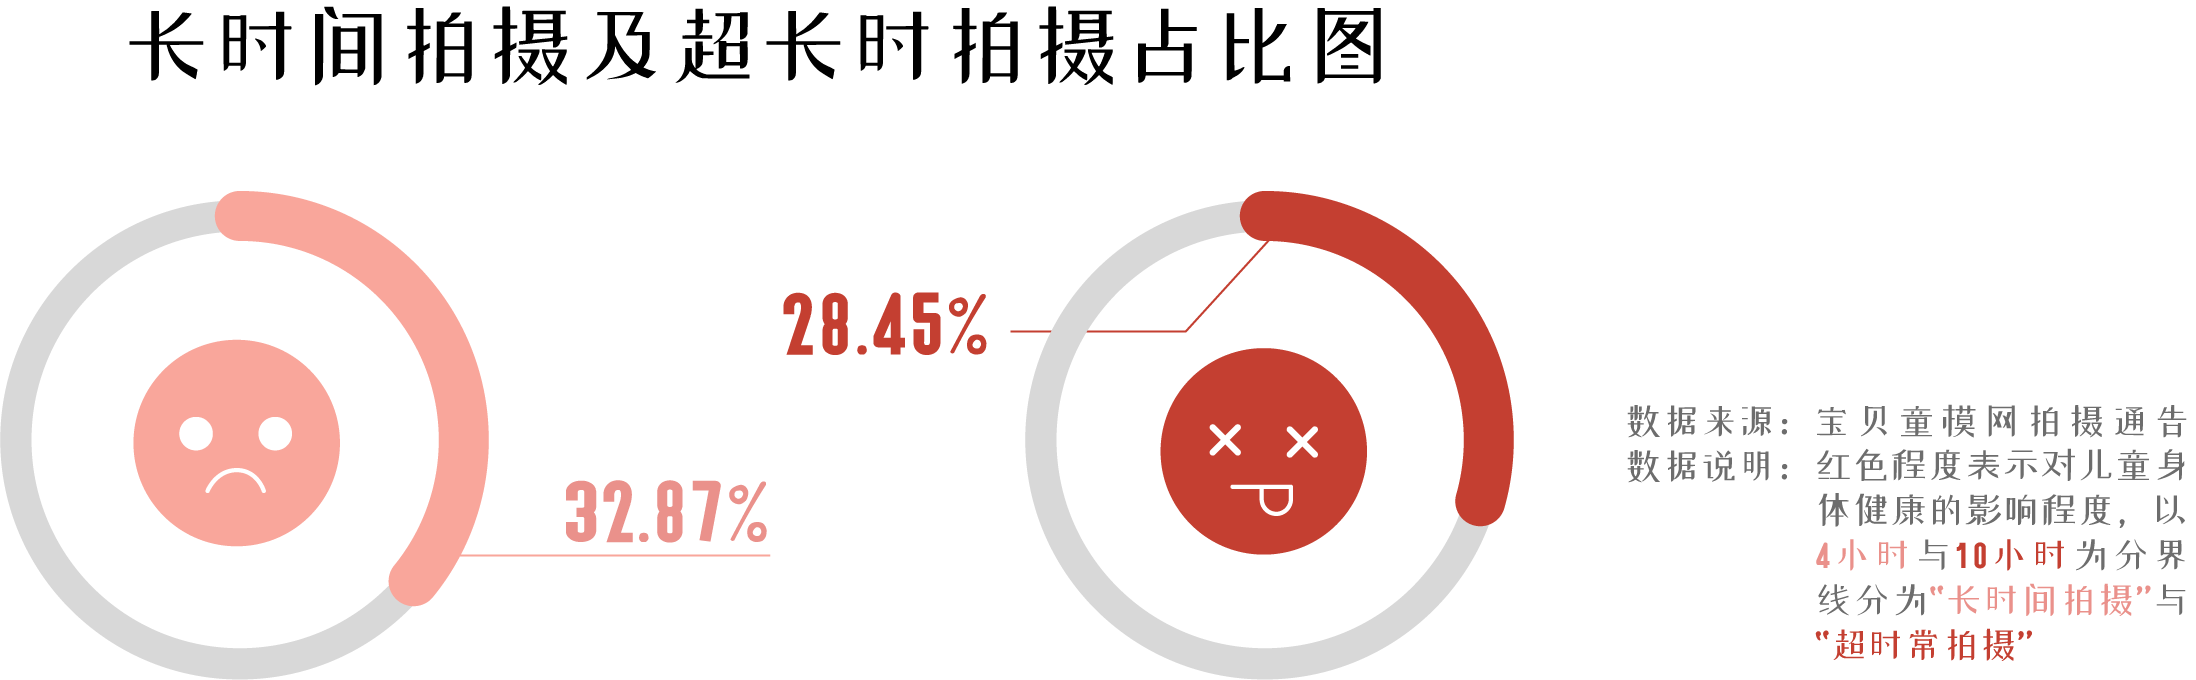 长时间拍摄及超长时拍摄占比图
28.45%
32.87%
数据来源：宝贝童模网拍摄通告
数据说明：红色程度表示对儿童身
体健康的影响程度，以
4小时与10小时为分界
线分为“长时间拍摄”与
“超时常拍摄”